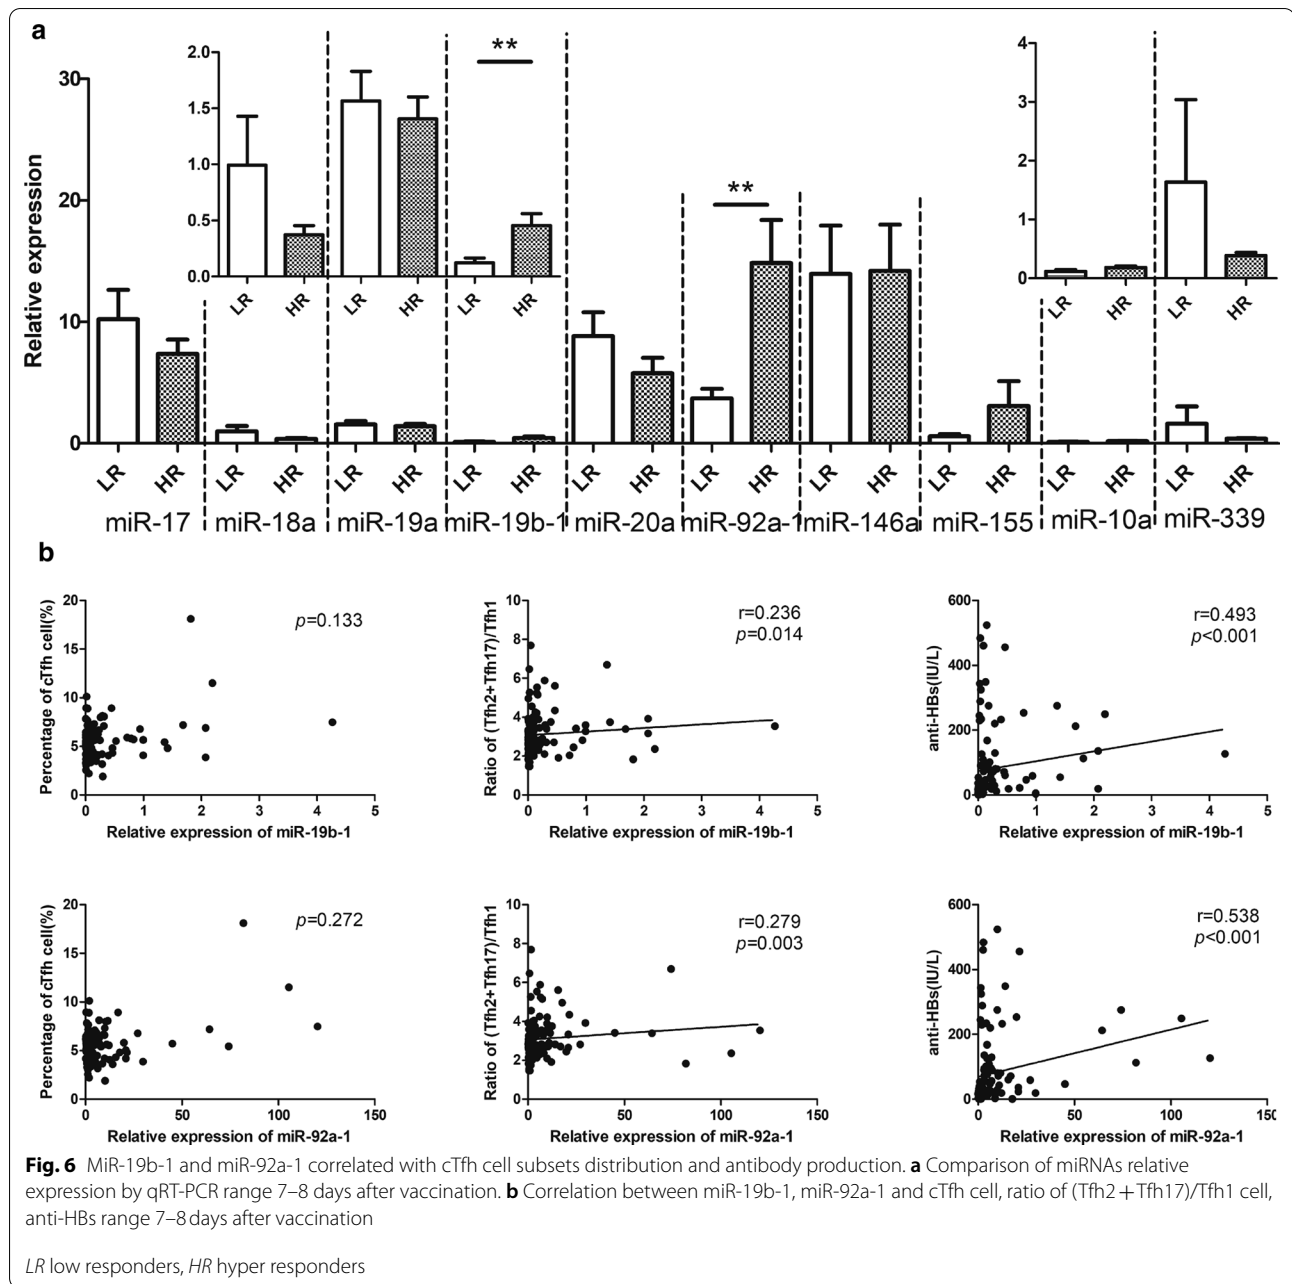 a
**
**
Relative expression
30
20
10
0
2.0
1.5
1.0
0.5
0.0
LR HR LR HR LR HR
4
3
2
1
0
LR HR LR HR
LR HR LR HR LR HR LR HR LR HR LR HR LR HR LR HR LR HR LR HR
miR-17 miR-18a miR-19a miR-19b-1 miR-20a miR-92a-1 miR-146a miR-155 miR-10a miR-339
b
Percentage of cTfh cell(%)
20
15
10
5
0
p=0.133
0 1 2 3 4 5
Relative expression of miR-19b-1
Ratio of (Tfh2+Tfh17)/Tfh1
10
8
6
4
2
0
r=0.236
p=0.014
0 1 2 3 4 5
Relative expression of miR-19b-1
anti-HBs(IU/L)
600
400
200
0
r=0.493
p<0.001
0 1 2 3 4 5
Relative expression of miR-19b-1
Percentage of cTfh cell(%)
20
15
10
5
0
p=0.272
0 50 100 150
Relative expression of miR-92a-1
Ratio of (Tfh2+Tfh17)/Tfh1
10
8
6
4
2
0
r=0.279
p=0.003
0 50 100 150
Relative expression of miR-92a-1
anti-HBs(IU/L)
600
400
200
0
r=0.538
p<0.001
0 50 100
Relative expression of miR-92a-1
Fig. 6 MiR-19b-1 and miR-92a-1 correlated with cTfh cell subsets distribution and antibody production. a Comparison of miRNAs relative
expression by qRT-PCR range 7–8 days after vaccination. b Correlation between miR-19b-1, miR-92a-1 and cTfh cell, ratio of (Tfh2+Tfh17)/Tfh1 cell,
anti-HBs range 7–8 days after vaccination
LR low responders, HR hyper responders